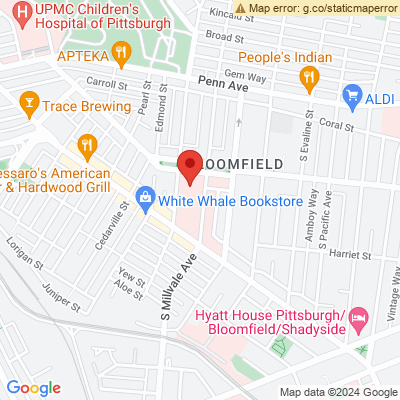 Map error: g.co/staticmaperror
UPMC Children's
Hospital of Pittsburgh
Kincaid St
Broad St
APTEKA
People's Indian
Gem Way
Carroll St
Penn Ave
Pearl St
Edmond St
Trace Brewing
ALDI
Coral St
S Evaline St
essaro's American
r & Hardwood Grill
LOOMFIELD
White Whale Bookstore
Cedarville St
Amboy Way
S Pacific Ave
Lorigan St
Harriet St
Yew St
Aloe St
Juniper St
S Millvale Ave
Vintage Way
Hyatt House Pittsburgh/
Bloomfield/Shadyside
Google
Map data ©2024 Google